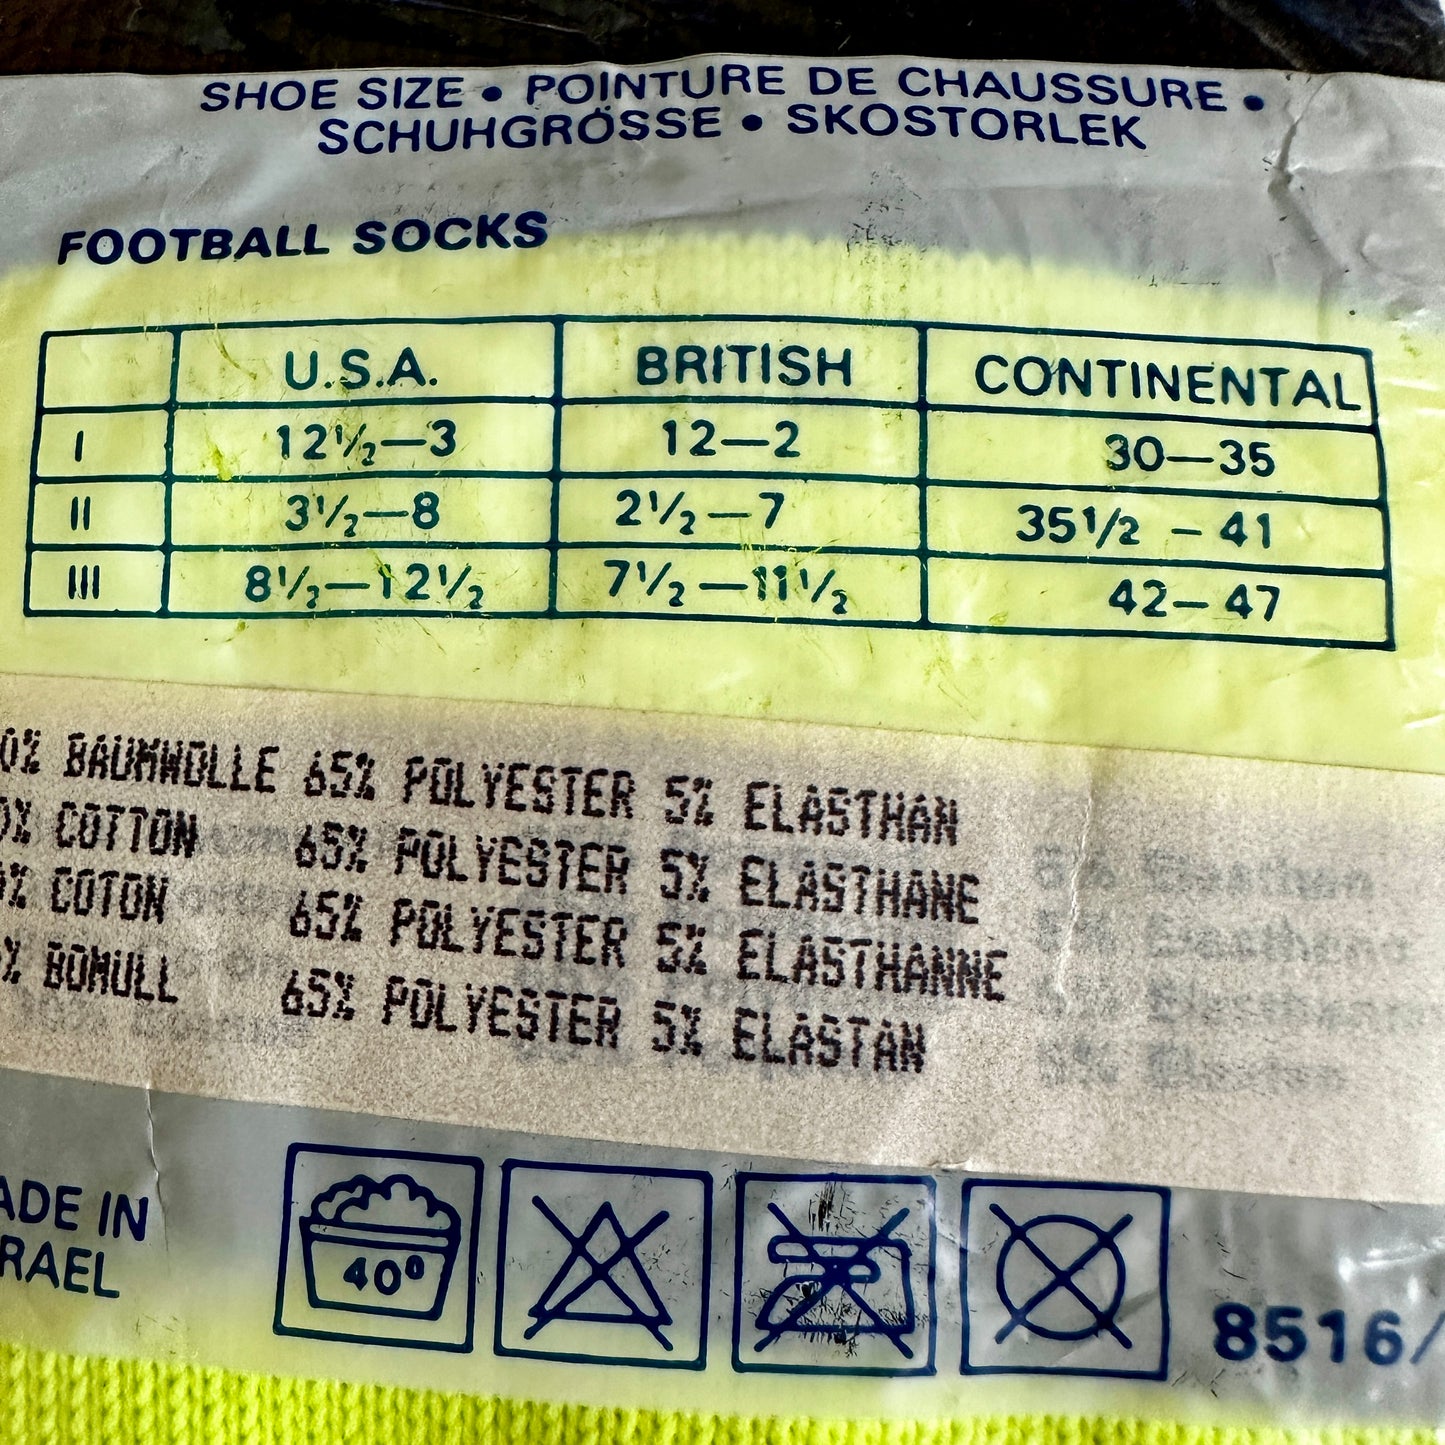 SHOE SIZE • POINTURE DE CHAUSSURE •
SCHUHGRÖSSE • SKOSTORLEK
FOOTBALL SOCKS
U.S.A. BRITISH CONTINENTAL
I 12½—3 12—2 30—35
II 3½—8 2½—7 35½ – 41
III 8½—12½ 7½—11½ 42–47
0% BAUMWOLLE 65% POLYESTER 5% ELASTHAN
0% COTTON 65% POLYESTER 5% ELASTHANE
% COTON 65% POLYESTER 5% ELASTHANNE
% BOMULL 65% POLYESTER 5% ELASTAN
ADE IN
RAEL
40°
8516/